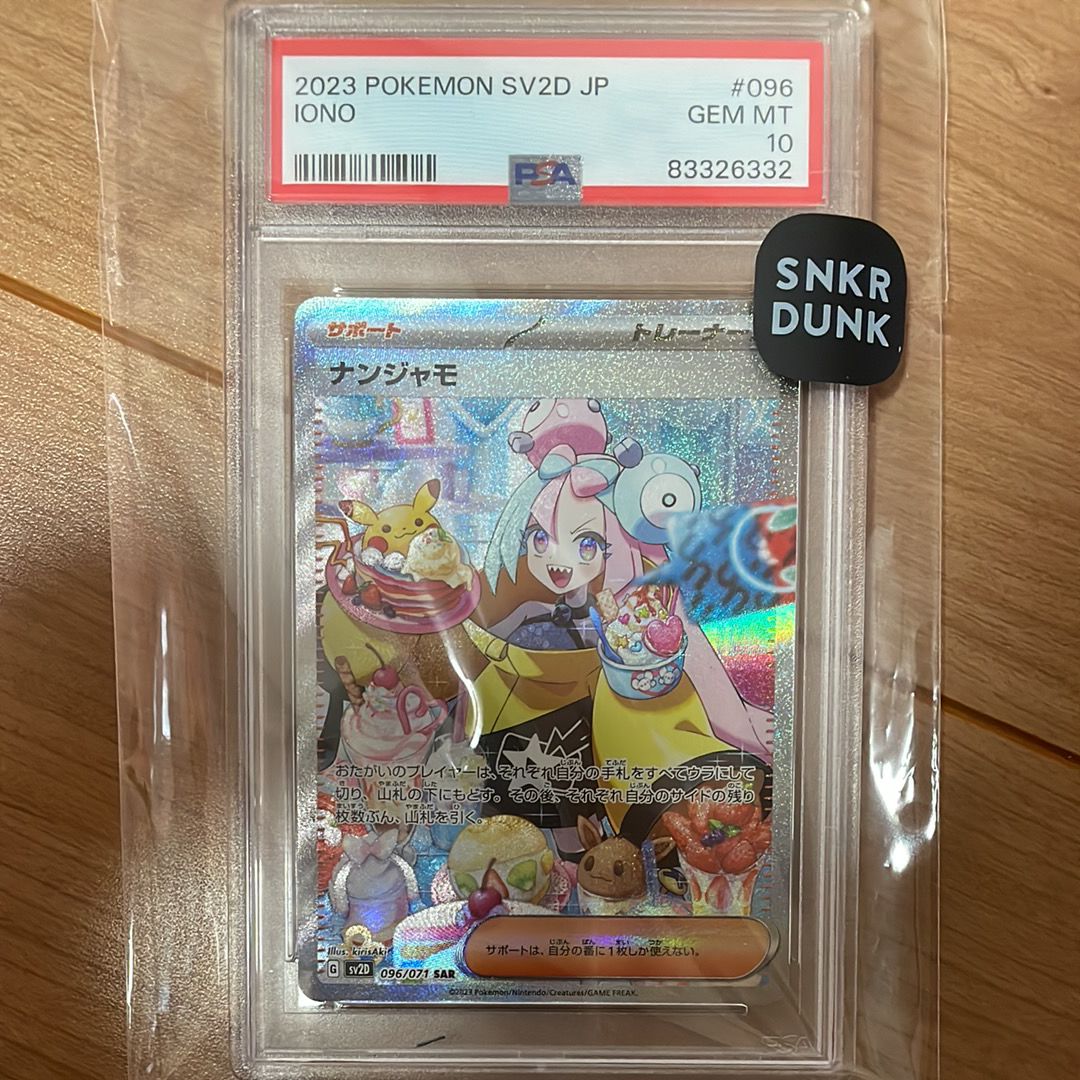 2023 POKEMON SV2D JP #096
IONO GEM MT
10
83326332
PSA
SNKR
DUNK
サポート トレーナー
ナンジャモ
おたがいのプレイヤーは、それぞれ自分の手札をすべてウラにして
切り、山札の下にもどす。その後、それぞれ自分のサイドの残り
枚数ぶん、山札を引く。
サポートは、自分の番に1枚しか使えない。
Illus. kirisAki
G sv2D 096/071 SAR
©2023 Pokémon/Nintendo/Creatures/GAME FREAK.
PSA